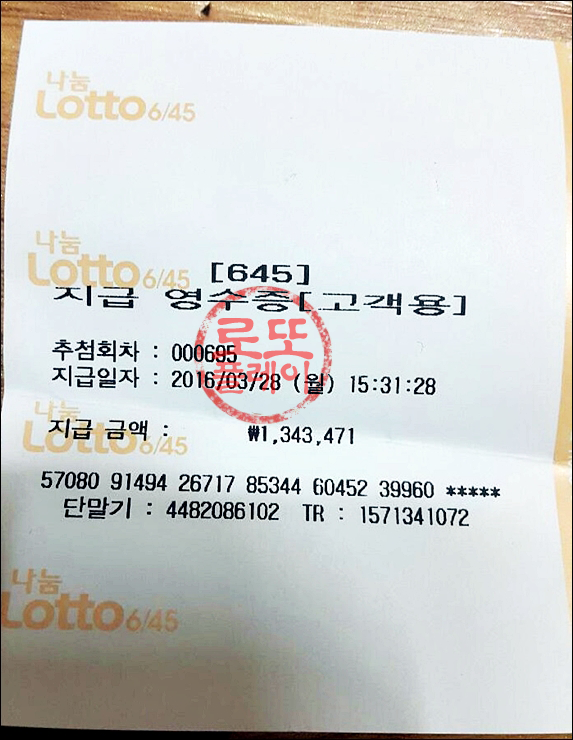 나눔
Lotto 6/45
나눔
Lotto 6/45
[645]
지급 영수증[고객용]
로또
플레이
추첨회차 : 000695
지급일자 : 2016/03/28 (월) 15:31:28
나눔
Lotto 6/45
지급 금액 : ₩1,343,471
57080 91494 26717 85344 60452 39960 *****
단말기 : 4482086102 TR : 1571341072
나눔
Lotto 6/45